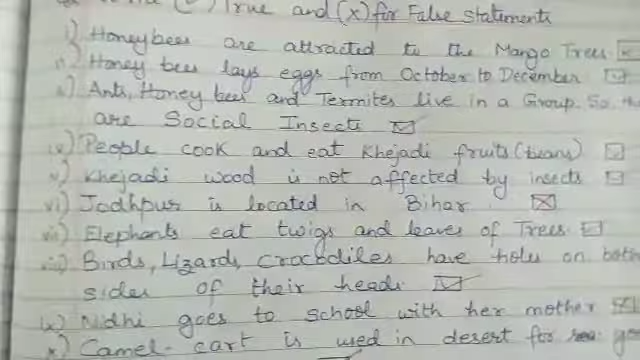 (✓) True and (x) for False statements
i) Honeybees are attracted to the Mango Trees.
ii) Honey bees lays eggs from October to December ☑
iii) Ants, Honey bees and Termites live in a Group. So,
are Social Insects ☑
iv) People cook and eat Khejadi fruits (beans) ☑
v) Khejadi wood is not affected by insects ☑
vi) Jodhpur is located in Bihar ☒
vii) Elephants eat twigs and leaves of Trees. ☑
viii) Birds, Lizards, Crocodiles have holes on both
sides of their heads. ☑
ix) Nidhi goes to school with her mother
x) Camel-cart is used in desert for